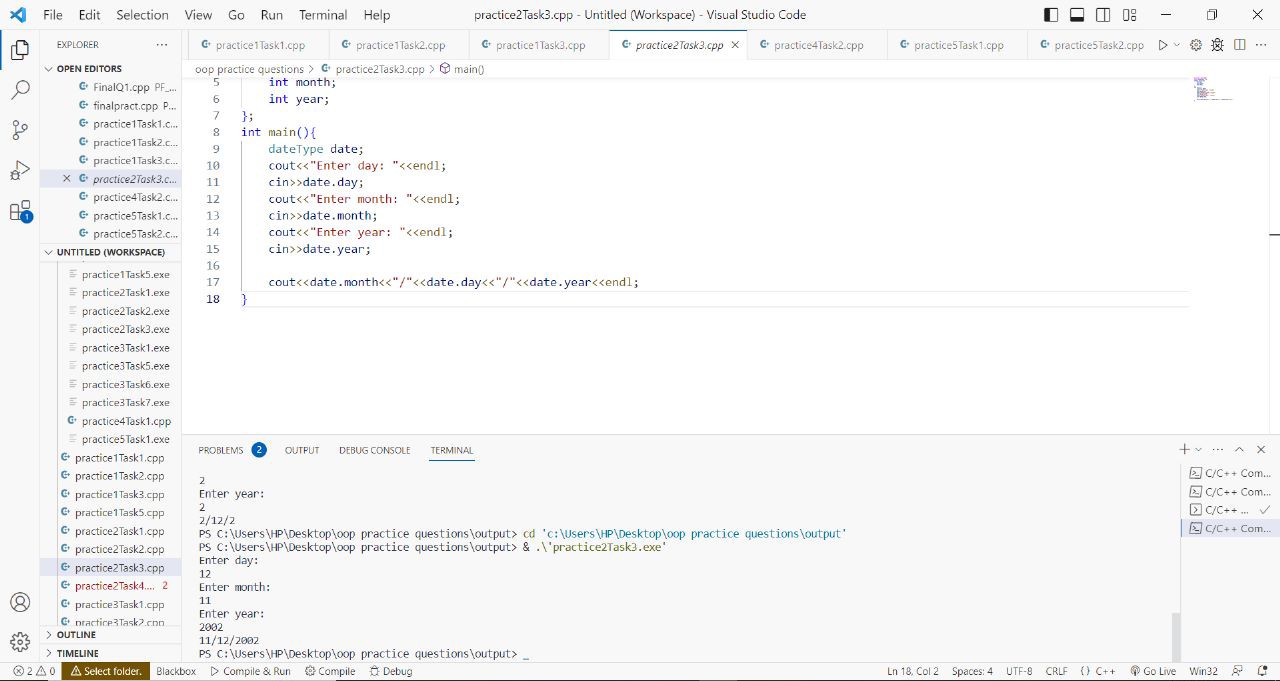 File Edit Selection View Go Run Terminal Help practice2Task3.cpp - Untitled (Workspace) - Visual Studio Code
EXPLORER ...
OPEN EDITORS
FinalQ1.cpp PF_...
finalpract.cpp P...
practice1Task1.c...
practice1Task2.c...
practice1Task3.c...
practice2Task3.c...
practice4Task2.c...
practice5Task1.c...
practice5Task2.c...
UNTITLED (WORKSPACE)
practice1Task5.exe
practice2Task1.exe
practice2Task2.exe
practice2Task3.exe
practice3Task1.exe
practice3Task5.exe
practice3Task6.exe
practice3Task7.exe
practice4Task1.cpp
practice5Task1.exe
practice1Task1.cpp
practice1Task2.cpp
practice1Task3.cpp
practice1Task5.cpp
practice2Task1.cpp
practice2Task2.cpp
practice2Task3.cpp
practice2Task4.... 2
practice3Task1.cpp
practice3Task2.cpp
OUTLINE
TIMELINE
1
practice1Task1.cpp practice1Task2.cpp practice1Task3.cpp practice2Task3.cpp practice4Task2.cpp practice5Task1.cpp practice5Task2.cpp
oop practice questions > practice2Task3.cpp > main()
5 int month;
6 int year;
7 };
8 int main(){
9 dateType date;
10 cout<<"Enter day: "<<endl;
11 cin>>date.day;
12 cout<<"Enter month: "<<endl;
13 cin>>date.month;
14 cout<<"Enter year: "<<endl;
15 cin>>date.year;
16
17 cout<<date.month<<"/"<<date.day<<"/"<<date.year<<endl;
18 }
PROBLEMS 2 OUTPUT DEBUG CONSOLE TERMINAL
2
Enter year:
2
2/12/2
PS C:\Users\HP\Desktop\oop practice questions\output> cd 'c:\Users\HP\Desktop\oop practice questions\output'
PS C:\Users\HP\Desktop\oop practice questions\output> & .\'practice2Task3.exe'
Enter day:
12
Enter month:
11
Enter year:
2002
11/12/2002
PS C:\Users\HP\Desktop\oop practice questions\output> _
C/C++ Com...
C/C++ Com...
C/C++ ...
C/C++ Com...
2 0 Select folder. Blackbox Compile & Run Compile Debug Ln 18, Col 2 Spaces: 4 UTF-8 CRLF {} C++ Go Live Win32